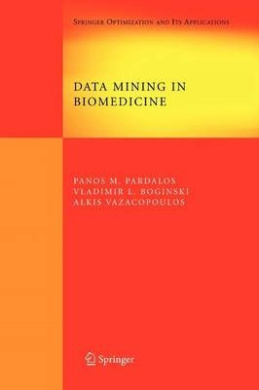 SPRINGER OPTIMIZATION AND ITS APPLICATIONS
DATA MINING IN
BIOMEDICINE
PANOS M. PARDALOS
VLADIMIR L. BOGINSKI
ALKIS VAZACOPOULOS
Springer